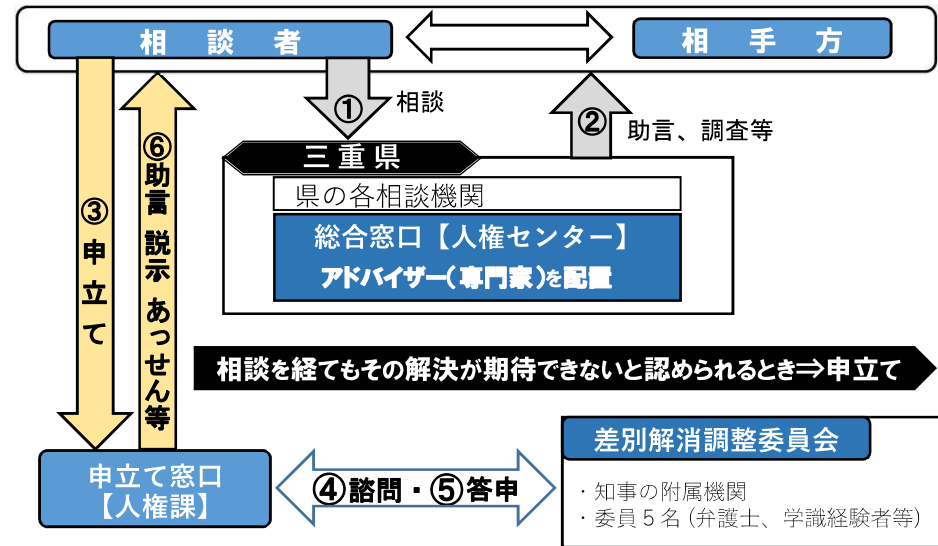 相談者
相手方
①
相談
②
助言、調査等
三重県
県の各相談機関
総合窓口【人権センター】
アドバイザー(専門家)を配置
③申立て
⑥助言 説示 あっせん等
相談を経てもその解決が期待できないと認められるとき⇒申立て
申立て窓口
【人権課】
④諮問・⑤答申
差別解消調整委員会
・知事の附属機関
・委員5名(弁護士、学識経験者等)